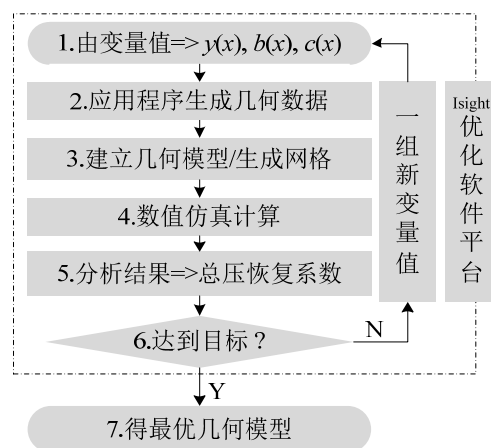 1.由变量值=> y(x), b(x), c(x)
2.应用程序生成几何数据
3.建立几何模型/生成网格
4.数值仿真计算
5.分析结果=>总压恢复系数
6.达到目标？
N
Y
7.得最优几何模型
一组新变量值
Isight
优化软件平台